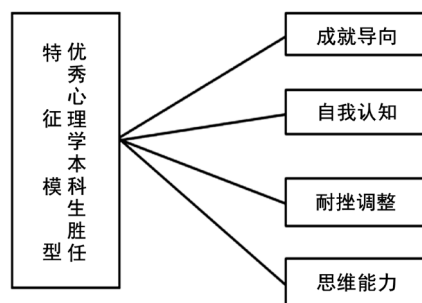 优秀心理学本科生胜任
特征模型
成就导向
自我认知
耐挫调整
思维能力